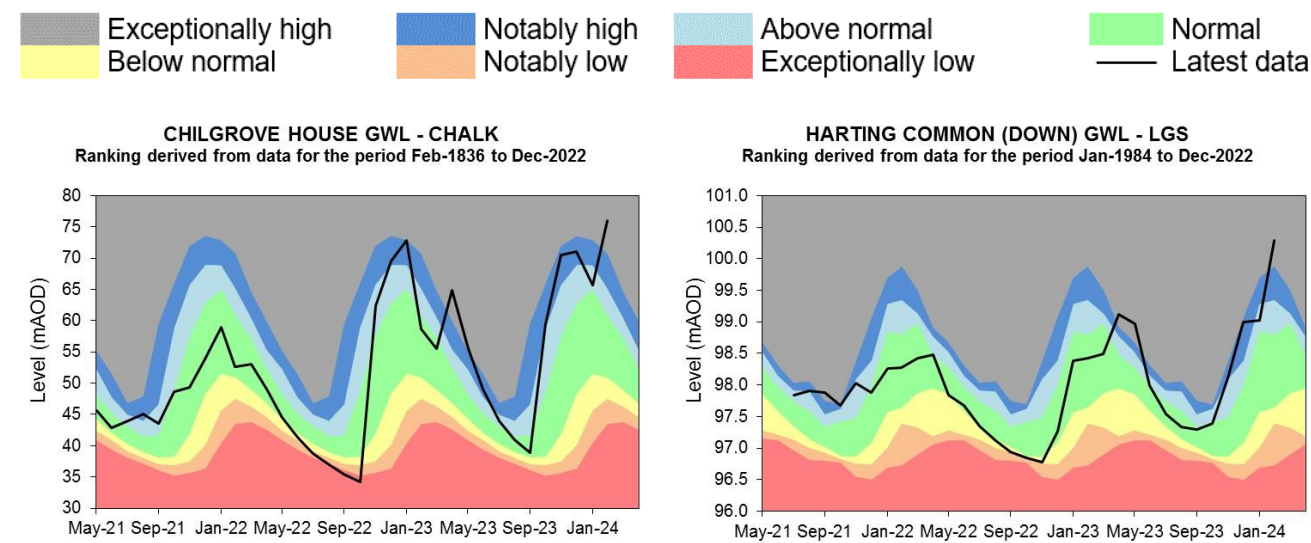 Exceptionally high Notably high Above normal Normal
Below normal Notably low Exceptionally low Latest data
CHILGROVE HOUSE GWL - CHALK
Ranking derived from data for the period Feb-1836 to Dec-2022
Level (mAOD)
80
75
70
65
60
55
50
45
40
35
30
May-21 Sep-21 Jan-22 May-22 Sep-22 Jan-23 May-23 Sep-23 Jan-24
HARTING COMMON (DOWN) GWL - LGS
Ranking derived from data for the period Jan-1984 to Dec-2022
Level (mAOD)
101.0
100.5
100.0
99.5
99.0
98.5
98.0
97.5
97.0
96.5
96.0
May-21 Sep-21 Jan-22 May-22 Sep-22 Jan-23 May-23 Sep-23 Jan-24